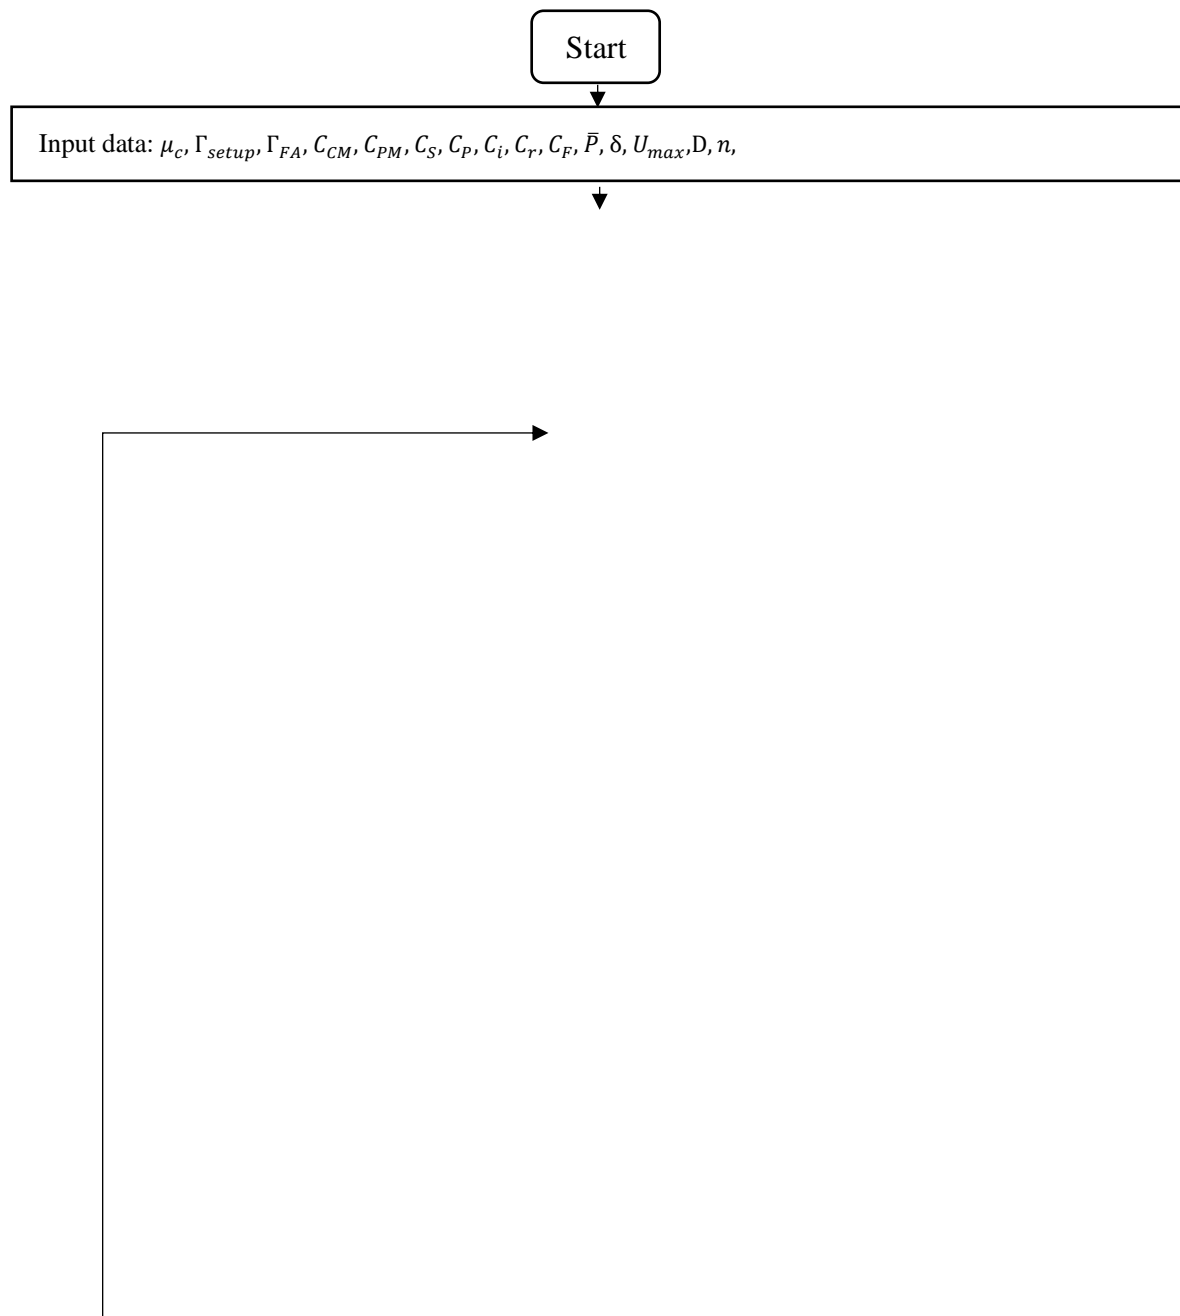 Start
Input data: μ_c, Γ_setup, Γ_FA, C_CM, C_PM, C_S, C_P, C_i, C_r, C_F, P̄, δ, U_max,D, n,